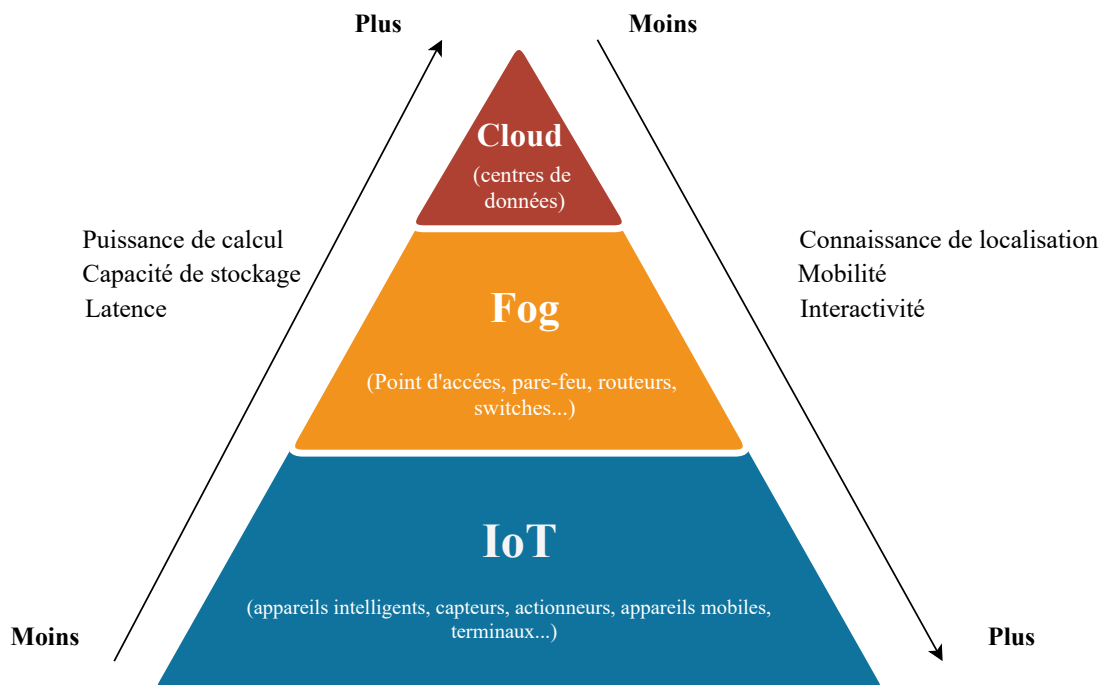 Plus
Moins
Cloud
(centres de
données)
Puissance de calcul
Capacité de stockage
Latence
Connaissance de localisation
Mobilité
Interactivité
Fog
(Point d'accées, pare-feu, routeurs,
switches...)
IoT
(appareils intelligents, capteurs, actionneurs, appareils mobiles,
terminaux...)
Moins
Plus